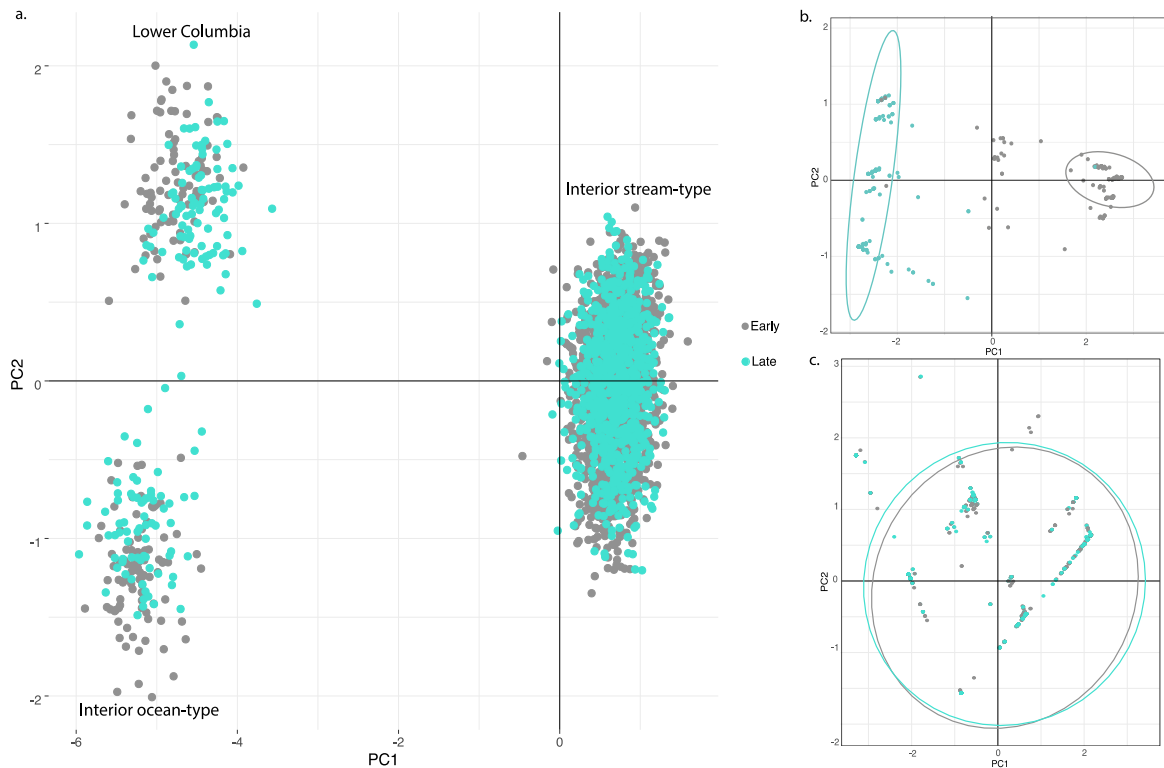 a.
Lower Columbia
Interior stream-type
Interior ocean-type
2
1
0
-1
-2
PC2
-6
-4
-2
0
PC1
Early
Late
b.
2
1
0
-1
-2
PC2
-2
0
2
PC1
c.
3
2
1
0
-1
-2
PC2
-2
0
2
PC1